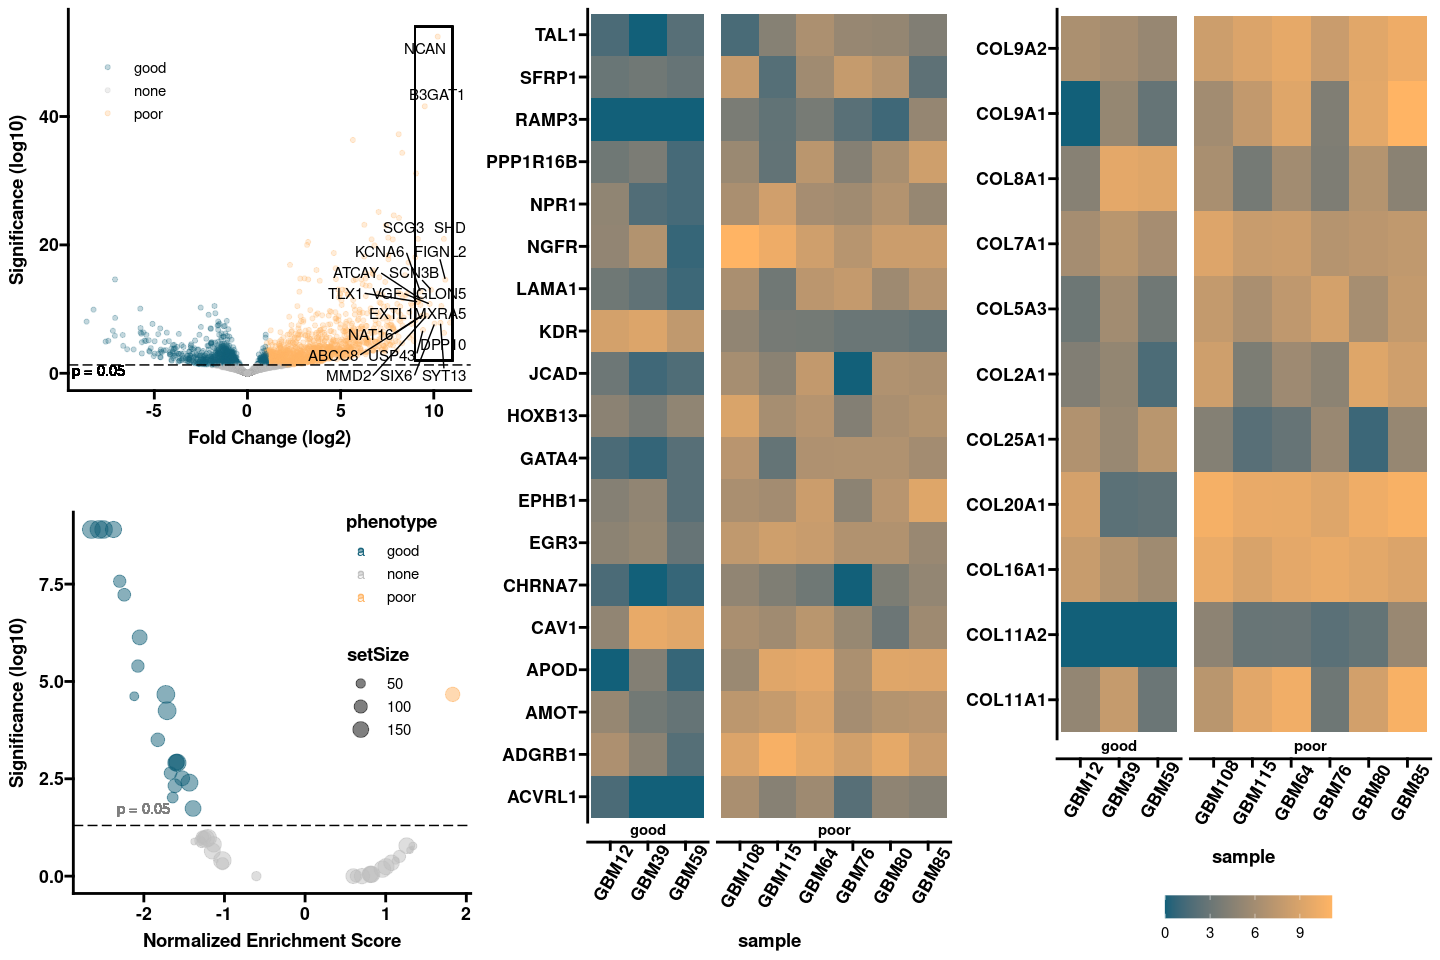 Significance (log10)
40
20
0
good
none
poor
NCAN
B3GAT1
SCG3 SHD
KCNA6 FIGNL2
ATCAY SCN3B
TLX1 VGF IGLON5
EXTL1 MXRA5
NAT16
DPP10
ABCC8 USP43
MMD2 SIX6 SYT13
p = 0.05
-5 0 5 10
Fold Change (log2)
Significance (log10)
7.5
5.0
2.5
0.0
phenotype
a good
a none
a poor
setSize
50
100
150
p = 0.05
-2 -1 0 1 2
Normalized Enrichment Score
TAL1
SFRP1
RAMP3
PPP1R16B
NPR1
NGFR
LAMA1
KDR
JCAD
HOXB13
GATA4
EPHB1
EGR3
CHRNA7
CAV1
APOD
AMOT
ADGRB1
ACVRL1
good poor
GBM12 GBM39 GBM59 GBM108 GBM115 GBM64 GBM76 GBM80 GBM85
sample
COL9A2
COL9A1
COL8A1
COL7A1
COL5A3
COL2A1
COL25A1
COL20A1
COL16A1
COL11A2
COL11A1
good poor
GBM12 GBM39 GBM59 GBM108 GBM115 GBM64 GBM76 GBM80 GBM85
sample
0 3 6 9